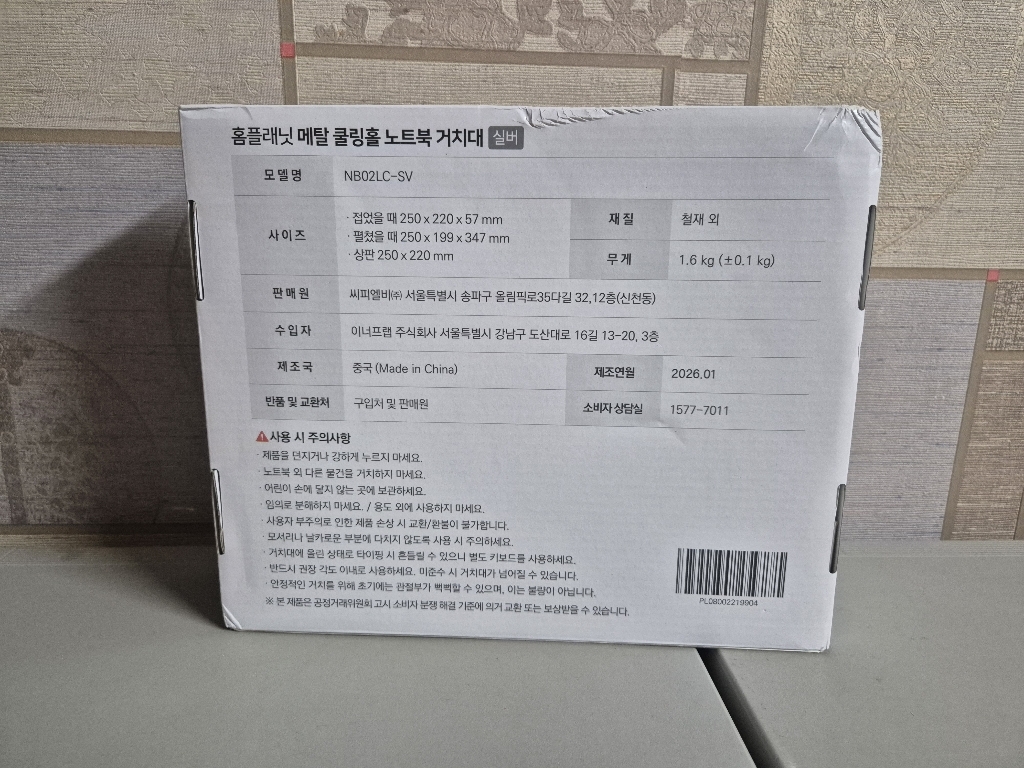 홈플래닛 메탈 쿨링홀 노트북 거치대 실버
모델명 NB02LC-SV
사이즈 · 접었을 때 250 x 220 x 57 mm
· 펼쳤을 때 250 x 199 x 347 mm
· 상판 250 x 220 mm
재질 철재 외
무게 1.6 kg (±0.1 kg)
판매원 씨피엘비㈜ 서울특별시 송파구 올림픽로35다길 32,12층(신천동)
수입자 이너프랩 주식회사 서울특별시 강남구 도산대로 16길 13-20, 3층
제조국 중국 (Made in China) 제조연월 2026.01
반품 및 교환처 구입처 및 판매원 소비자 상담실 1577-7011
⚠사용 시 주의사항
· 제품을 던지거나 강하게 누르지 마세요.
· 노트북 외 다른 물건을 거치하지 마세요.
· 어린이 손에 닿지 않는 곳에 보관하세요.
· 임의로 분해하지 마세요. / 용도 외에 사용하지 마세요.
· 사용자 부주의로 인한 제품 손상 시 교환/환불이 불가합니다.
· 모서리나 날카로운 부분에 다치지 않도록 사용 시 주의하세요.
· 거치대에 올린 상태로 타이핑 시 흔들릴 수 있으니 별도 키보드를 사용하세요.
· 반드시 권장 각도 이내로 사용하세요. 미준수 시 거치대가 넘어질 수 있습니다.
· 안정적인 거치를 위해 초기에는 관절부가 뻑뻑할 수 있으며, 이는 불량이 아닙니다.
※ 본 제품은 공정거래위원회 고시 소비자 분쟁 해결 기준에 의거 교환 또는 보상받을 수 있습니다.
PL08002219904